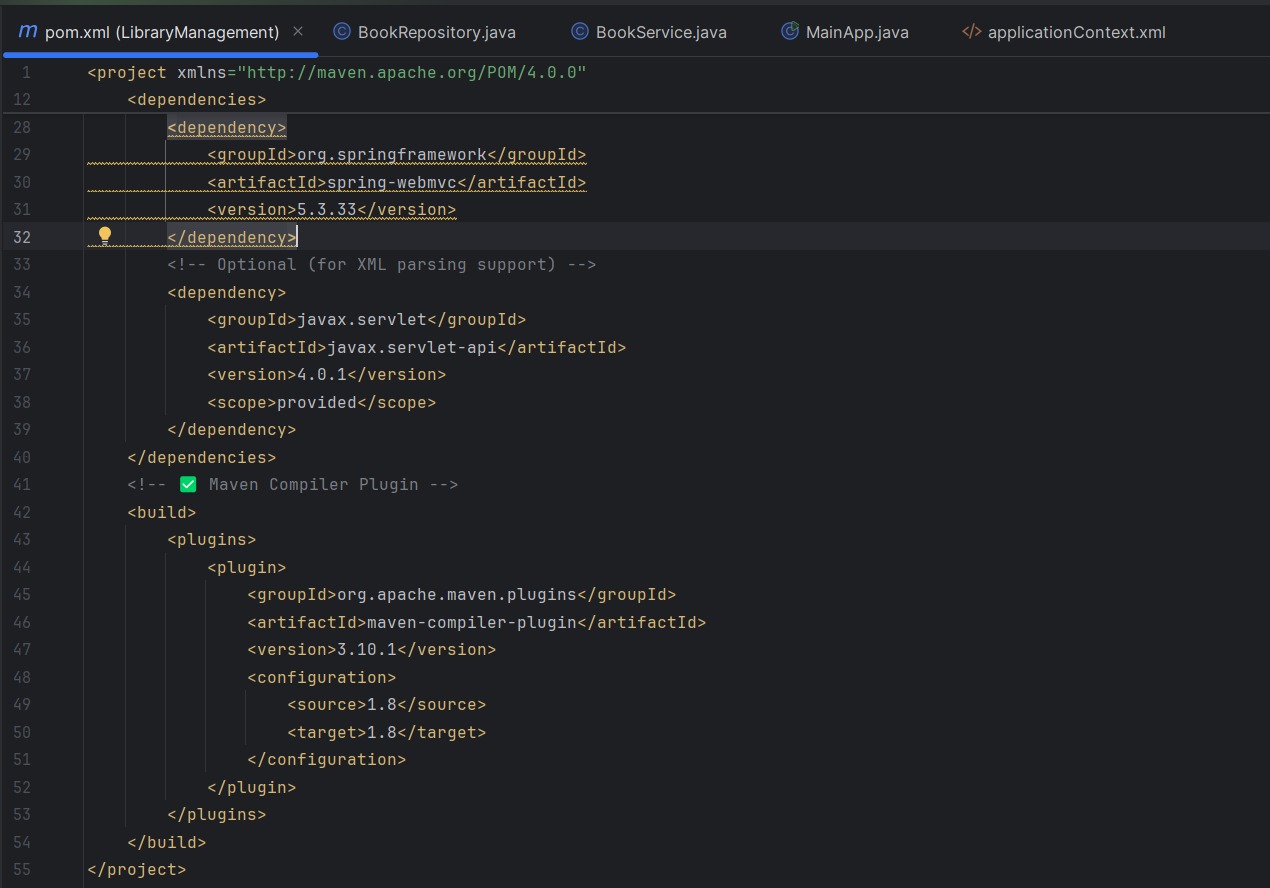 m pom.xml (LibraryManagement) × © BookRepository.java © BookService.java © MainApp.java </> applicationContext.xml
1 <project xmlns="http://maven.apache.org/POM/4.0.0"
12     <dependencies>
28         <dependency>
29             <groupId>org.springframework</groupId>
30             <artifactId>spring-webmvc</artifactId>
31             <version>5.3.33</version>
32         </dependency>
33         <!-- Optional (for XML parsing support) -->
34         <dependency>
35             <groupId>javax.servlet</groupId>
36             <artifactId>javax.servlet-api</artifactId>
37             <version>4.0.1</version>
38             <scope>provided</scope>
39         </dependency>
40     </dependencies>
41     <!-- ✅ Maven Compiler Plugin -->
42     <build>
43         <plugins>
44             <plugin>
45                 <groupId>org.apache.maven.plugins</groupId>
46                 <artifactId>maven-compiler-plugin</artifactId>
47                 <version>3.10.1</version>
48                 <configuration>
49                     <source>1.8</source>
50                     <target>1.8</target>
51                 </configuration>
52             </plugin>
53         </plugins>
54     </build>
55 </project>